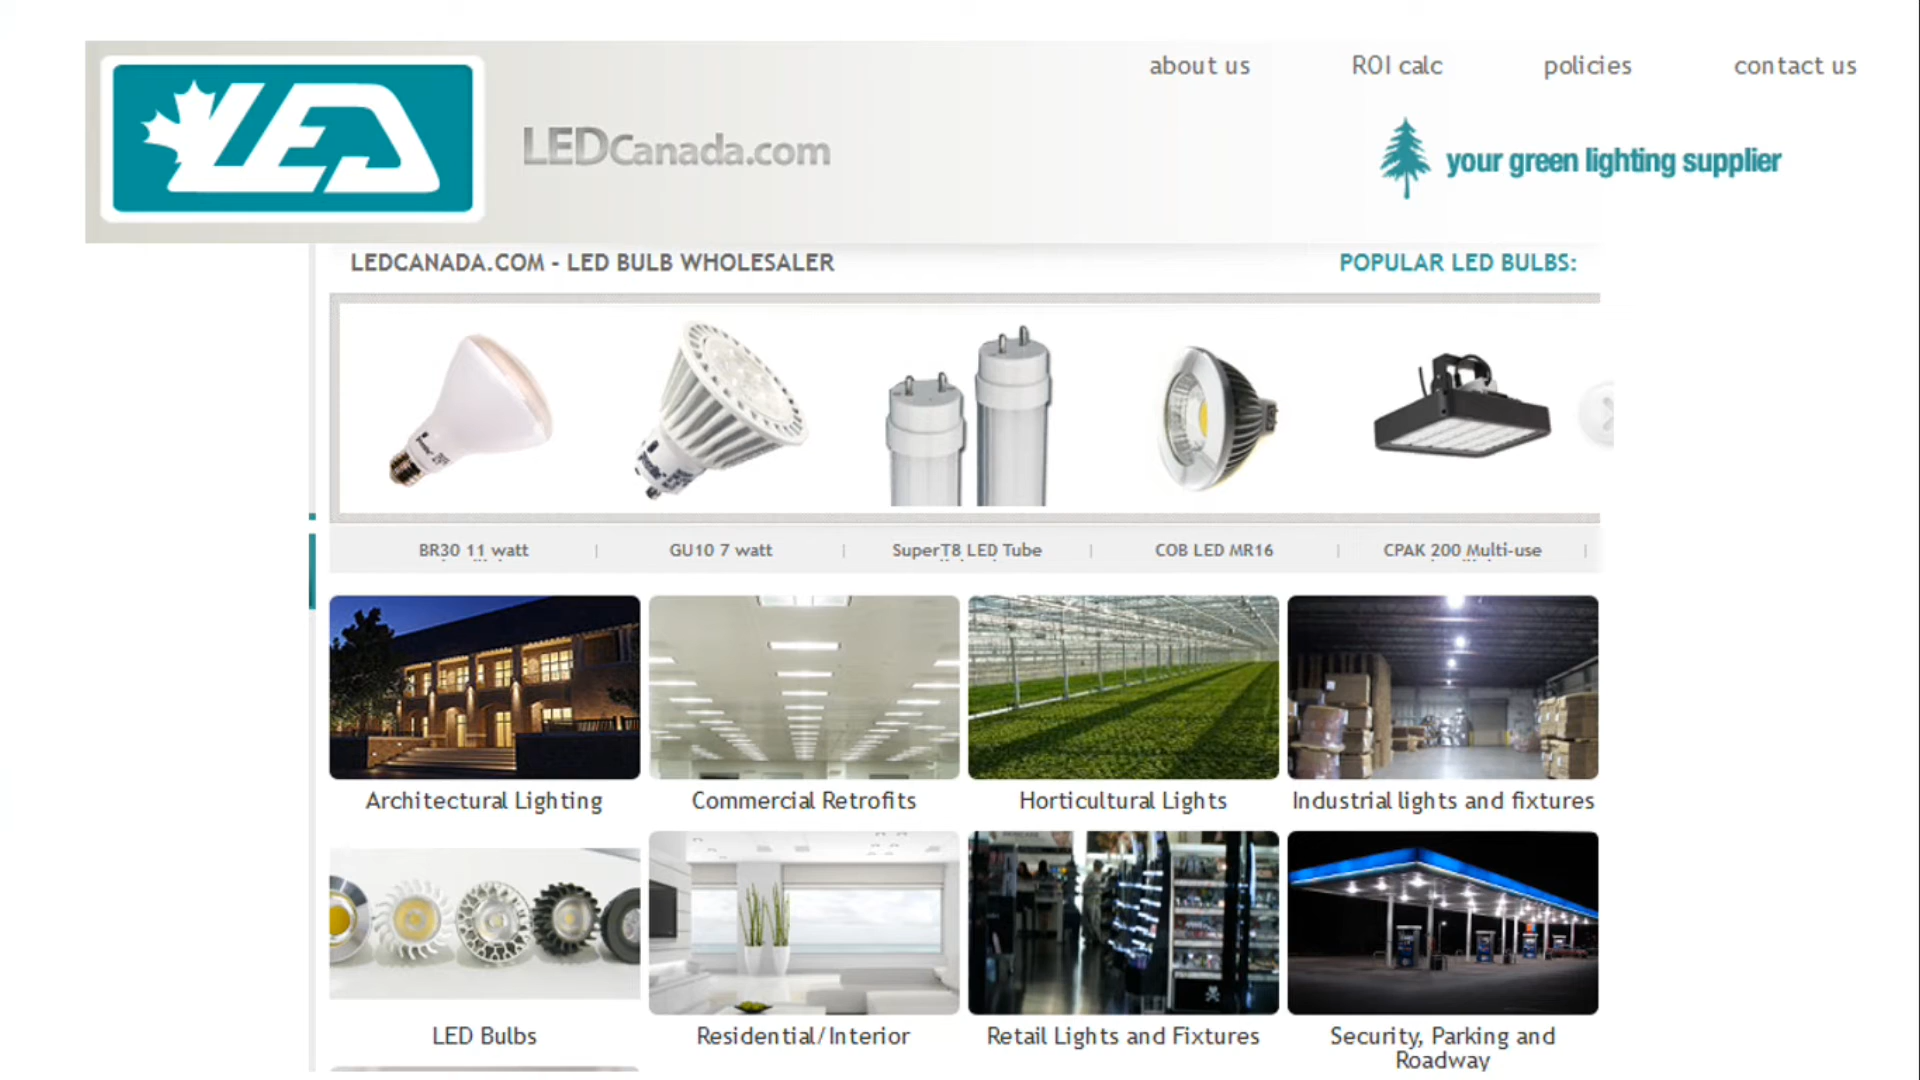 about us
ROI calc
policies
contact us
LED
LEDCanada.com
your green lighting supplier
LEDCANADA.COM - LED BULB WHOLESALER
POPULAR LED BULBS:
BR30 11 watt
GU10 7 watt
SuperT8 LED Tube
COB LED MR16
CPAK 200 Multi-use
Architectural Lighting
Commercial Retrofits
Horticultural Lights
Industrial lights and fixtures
LED Bulbs
Residential/Interior
Retail Lights and Fixtures
Security, Parking and
Roadway